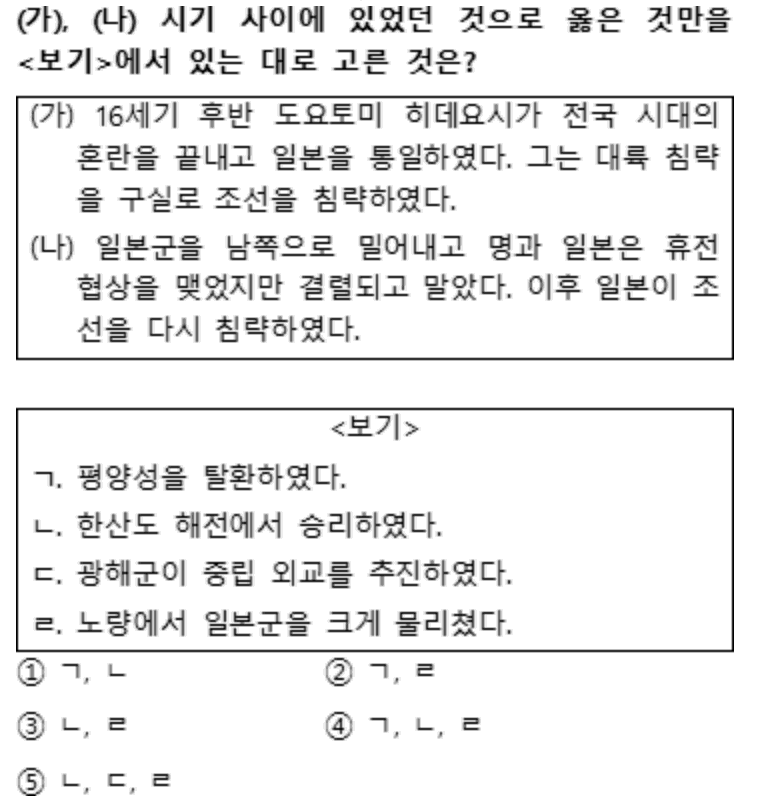 (가), (나) 시기 사이에 있었던 것으로 옳은 것만을
<보기>에서 있는 대로 고른 것은?
(가) 16세기 후반 도요토미 히데요시가 전국 시대의
혼란을 끝내고 일본을 통일하였다. 그는 대륙 침략
을 구실로 조선을 침략하였다.
(나) 일본군을 남쪽으로 밀어내고 명과 일본은 휴전
협상을 맺었지만 결렬되고 말았다. 이후 일본이 조
선을 다시 침략하였다.
<보기>
ㄱ. 평양성을 탈환하였다.
ㄴ. 한산도 해전에서 승리하였다.
ㄷ. 광해군이 중립 외교를 추진하였다.
ㄹ. 노량에서 일본군을 크게 물리쳤다.
① ㄱ, ㄴ ② ㄱ, ㄹ
③ ㄴ, ㄹ ④ ㄱ, ㄴ, ㄹ
⑤ ㄴ, ㄷ, ㄹ